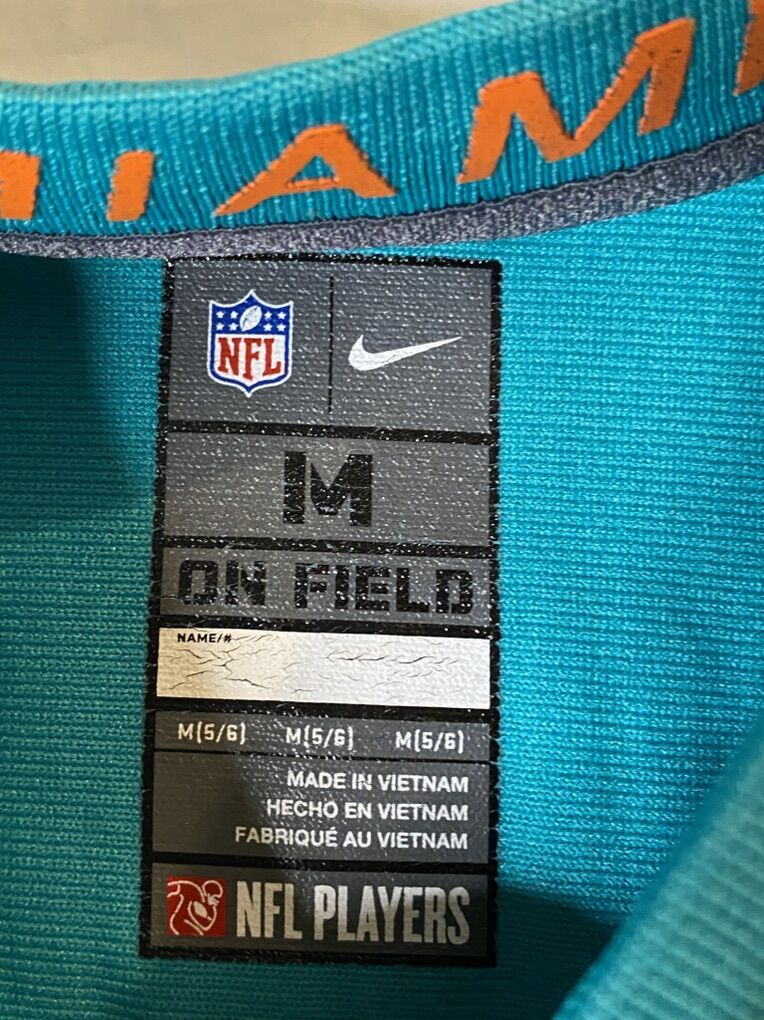 MIAMI
NFL
M
ON FIELD
NAME/#
M(5/6) M(5/6) M(5/6)
MADE IN VIETNAM
HECHO EN VIETNAM
FABRIQUÉ AU VIETNAM
NFL PLAYERS